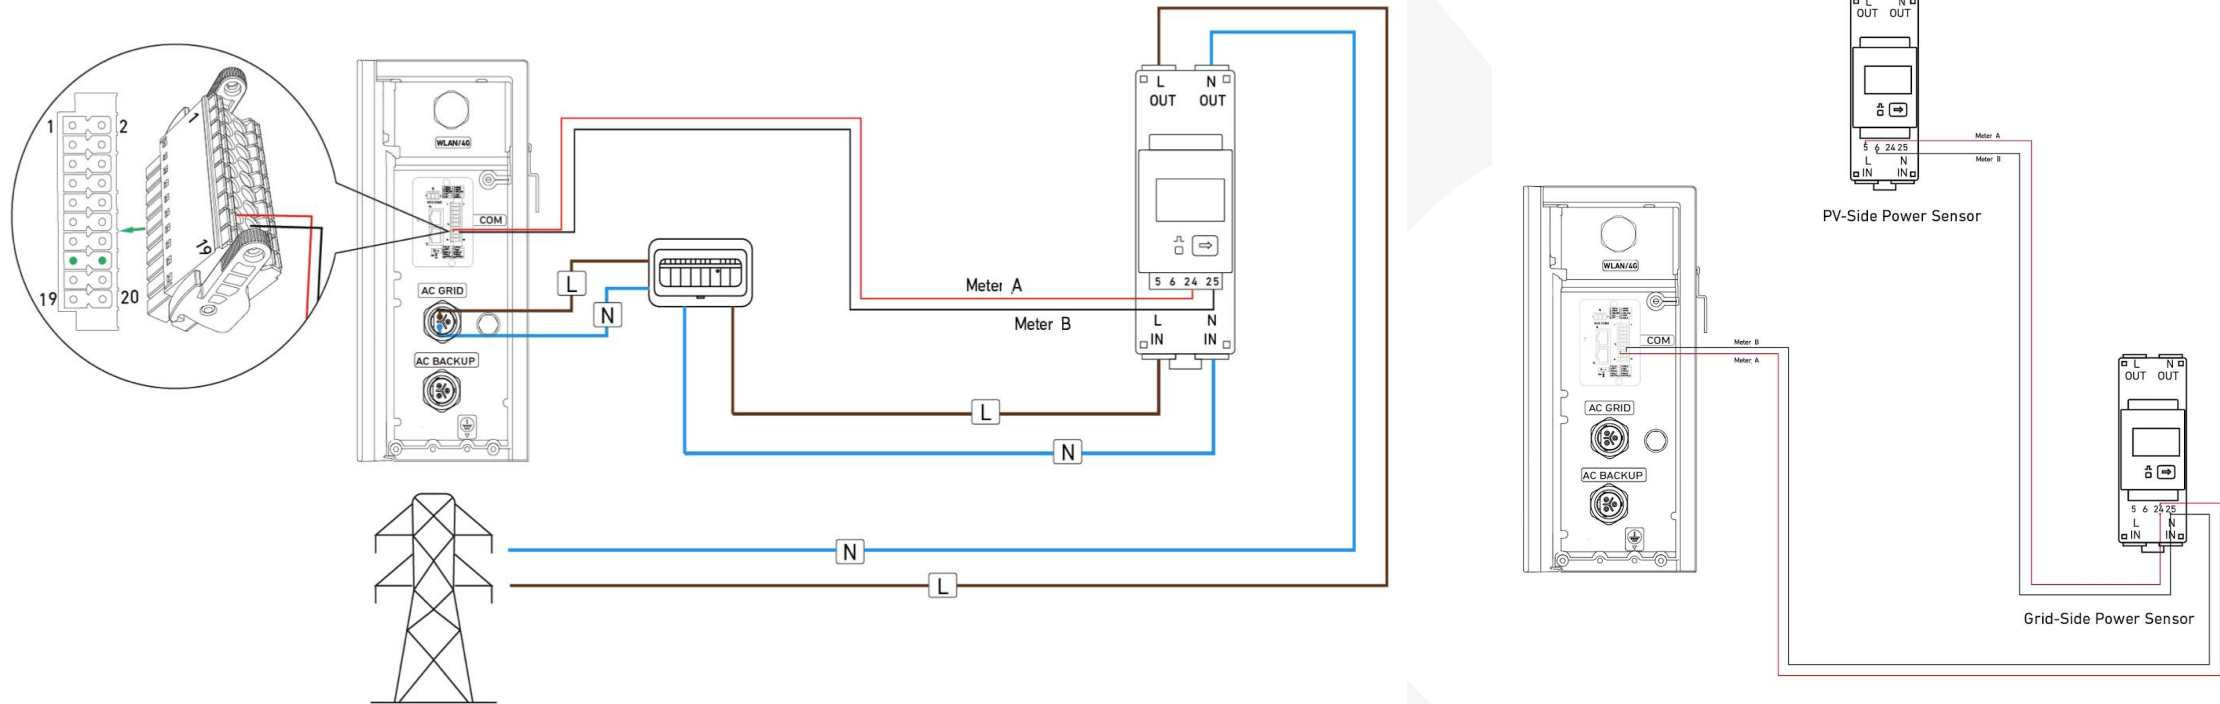 1
2
19
20
1
19
WLAN/4G
COM
AC GRID
AC BACKUP
L
N
L
N
N
L
Meter A
Meter B
L
N
OUT
OUT
5 6 24 25
L
N
IN
IN
L
N
OUT
OUT
Meter A
5 6 24 25
Meter B
L
N
IN
IN
PV-Side Power Sensor
WLAN/4G
COM
Meter B
Meter A
AC GRID
AC BACKUP
L
N
OUT
OUT
5 6 24 25
L
N
IN
IN
Grid-Side Power Sensor